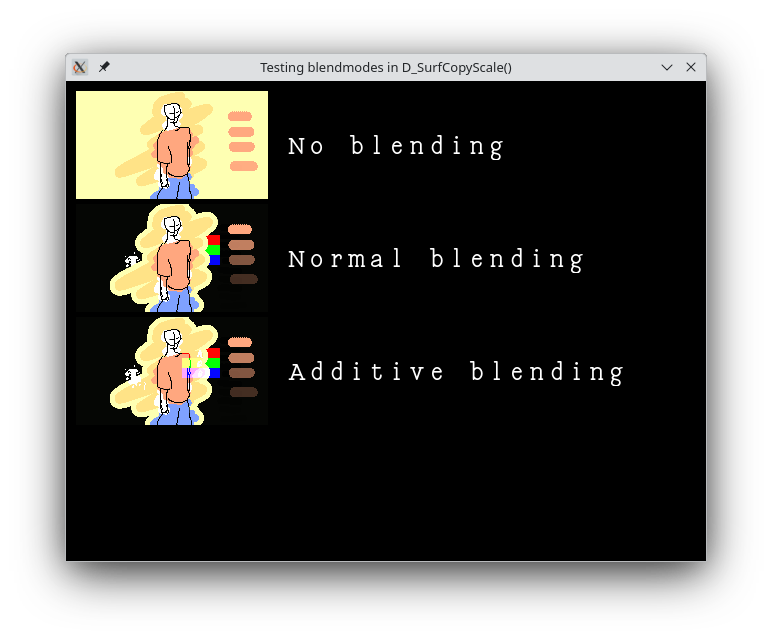 Testing blendmodes in D_SurfCopyScale()
No blending
Normal blending
Additive blending